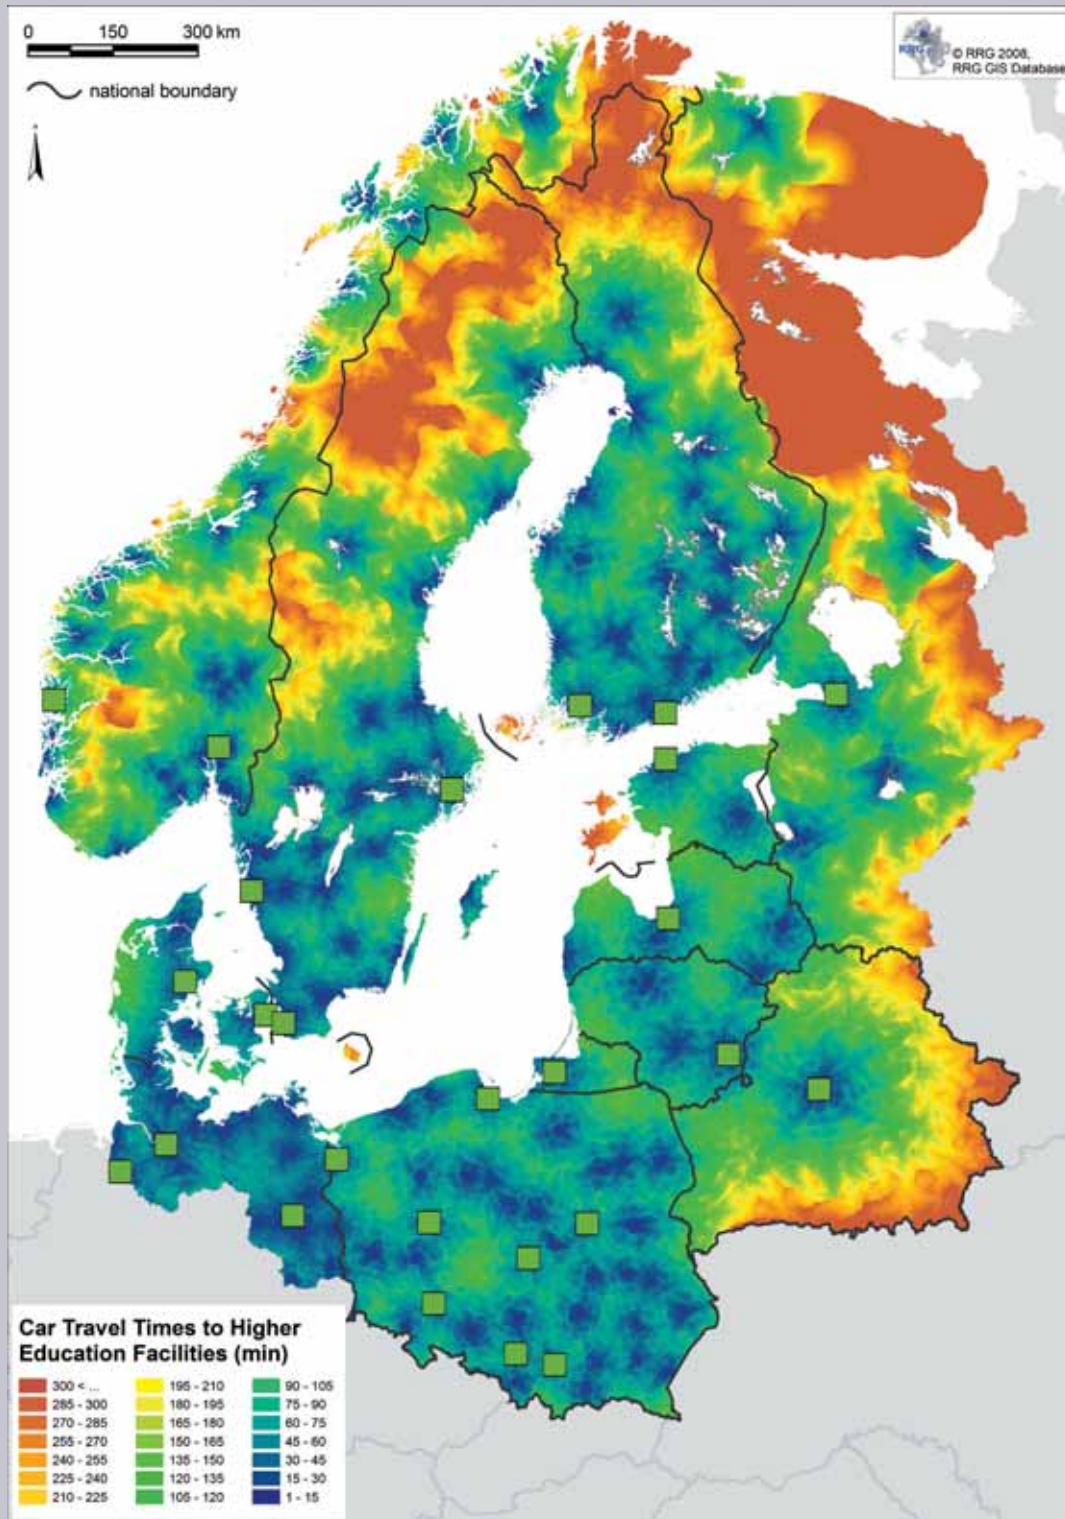 0 150 300 km
national boundary
RRG
© RRG 2008,
RRG GIS Database
Car Travel Times to Higher
Education Facilities (min)
300 < ... 195 - 210 90 - 105
285 - 300 180 - 195 75 - 90
270 - 285 165 - 180 60 - 75
255 - 270 150 - 165 45 - 60
240 - 255 135 - 150 30 - 45
225 - 240 120 - 135 15 - 30
210 - 225 105 - 120 1 - 15